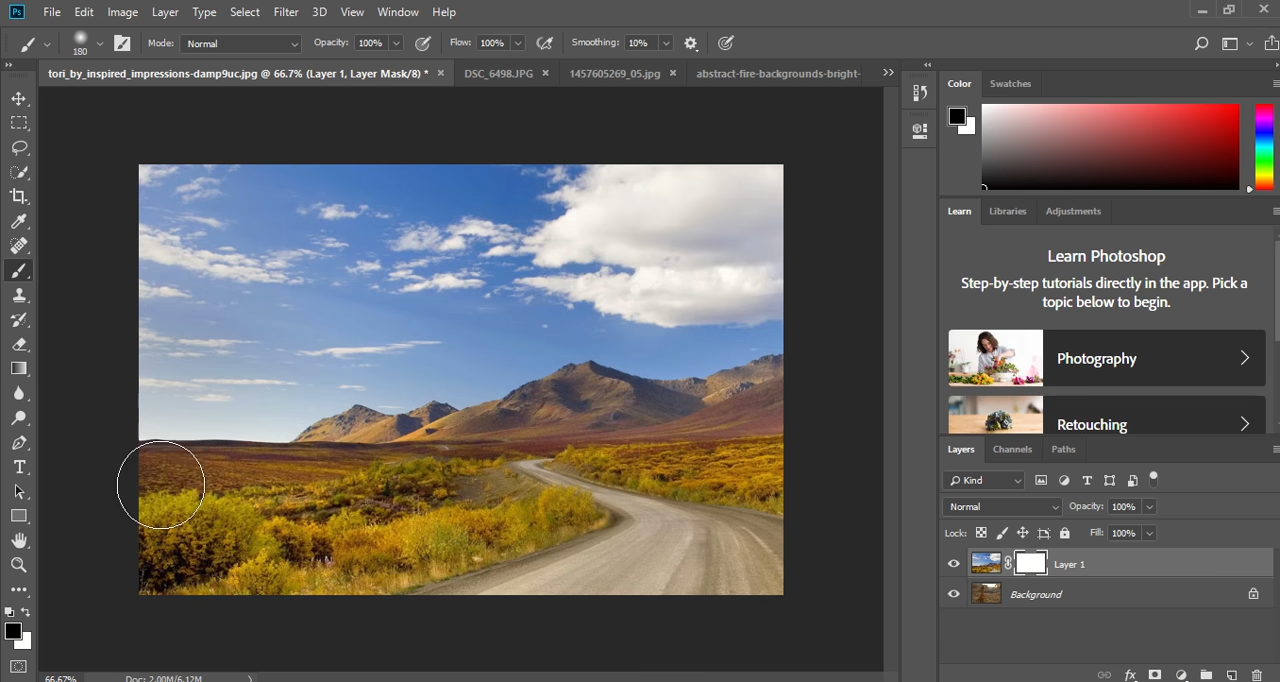 Ps File Edit Image Layer Type Select Filter 3D View Window Help
180 Mode: Normal Opacity: 100% Flow: 100% Smoothing: 10%
tori_by_inspired_impressions-damp9uc.jpg @ 66.7% (Layer 1, Layer Mask/8) * × DSC_6498.JPG × 1457605269_05.jpg × abstract-fire-backgrounds-bright-
Color Swatches
Learn Libraries Adjustments
Learn Photoshop
Step-by-step tutorials directly in the app. Pick a
topic below to begin.
Photography
Retouching
Layers Channels Paths
Kind
Normal Opacity: 100%
Lock: Fill: 100%
Layer 1
Background
66.67% Doc: 2.00M/6.12M
fx